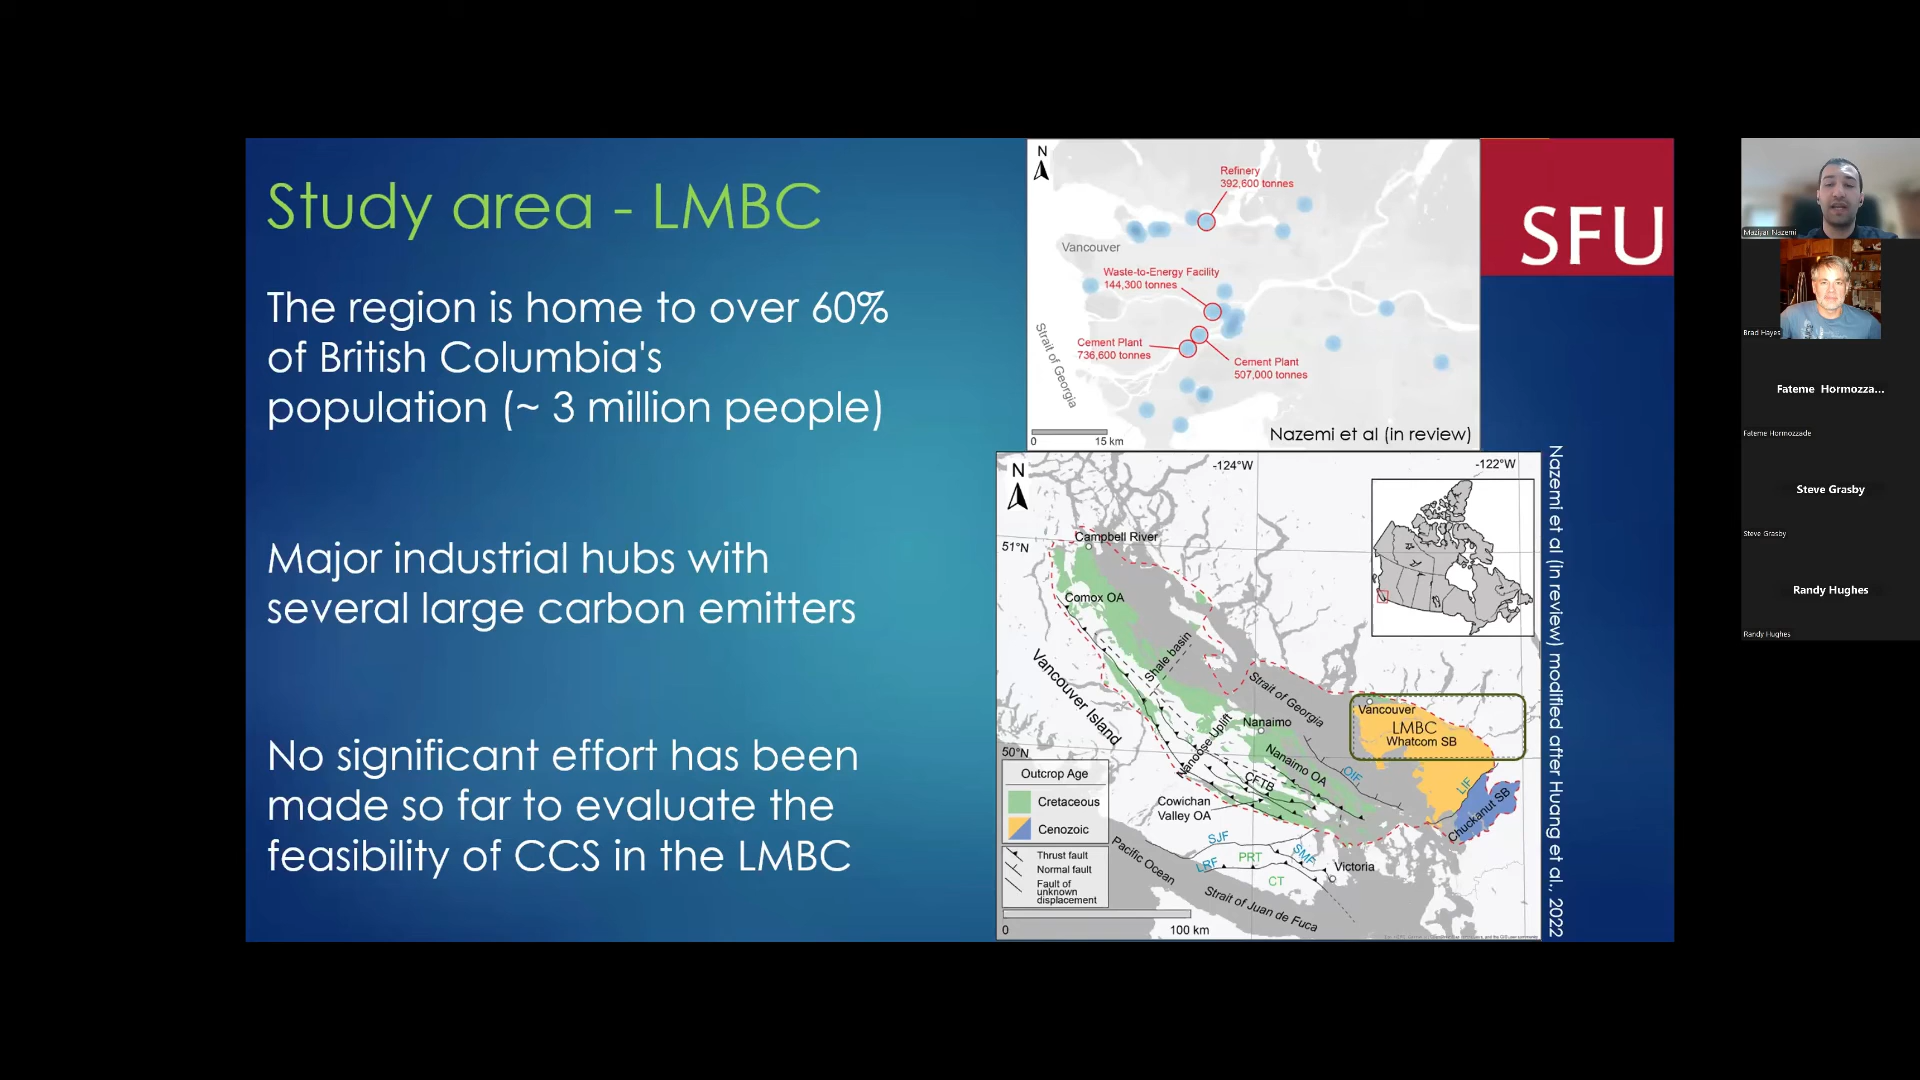 Study area - LMBC
The region is home to over 60%
of British Columbia's
population (~ 3 million people)
Major industrial hubs with
several large carbon emitters
No significant effort has been
made so far to evaluate the
feasibility of CCS in the LMBC
N
Refinery
392,600 tonnes
Vancouver
Waste-to-Energy Facility
144,300 tonnes
Strait of Georgia
Cement Plant
736,600 tonnes
Cement Plant
507,000 tonnes
0 15 km
Nazemi et al (in review)
SFU
N
-124°W
-122°W
51°N
Campbell River
Comox OA
Shale basin
Vancouver Island
Strait of Georgia
Vancouver
LMBC
Whatcom SB
Nanaimo
Nanoose Uplift
50°N
Nanaimo OA
OIF
CFTB
LIF
Chuckanut SB
Outcrop Age
Cretaceous
Cenozoic
Cowichan
Valley OA
SJF
LRF
PRT
SMF
CT
Victoria
Pacific Ocean
Strait of Juan de Fuca
Thrust fault
Normal fault
Fault of
unknown
displacement
0 100 km
Nazemi et al (in review) modified after Huang et al., 2022
Maziyar Nazemi
Brad Hayes
Fateme Hormozza...
Fateme Hormozzade
Steve Grasby
Steve Grasby
Randy Hughes
Randy Hughes